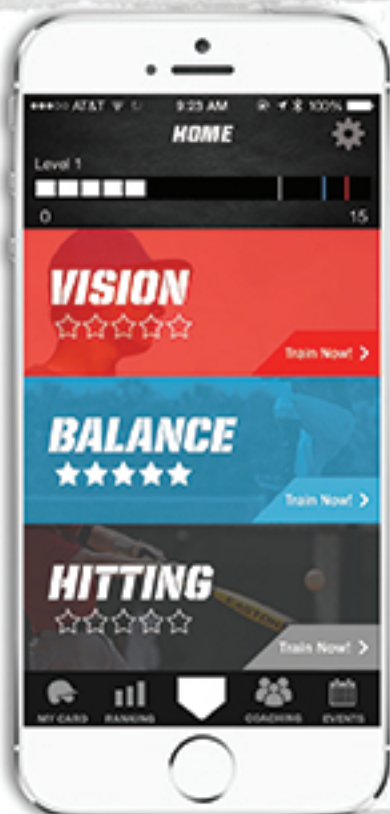 AT&T 9:23 AM 100%
HOME
Level 1
0 15
VISION
Train Now! >
BALANCE
Train Now! >
HITTING
EASTON
Train Now! >
MY CARD RANKING COACHING EVENTS